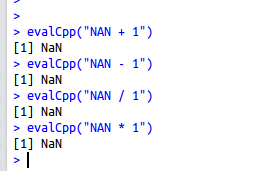 >
>
> evalCpp("NAN + 1")
[1] NaN
> evalCpp("NAN - 1")
[1] NaN
> evalCpp("NAN / 1")
[1] NaN
> evalCpp("NAN * 1")
[1] NaN
>